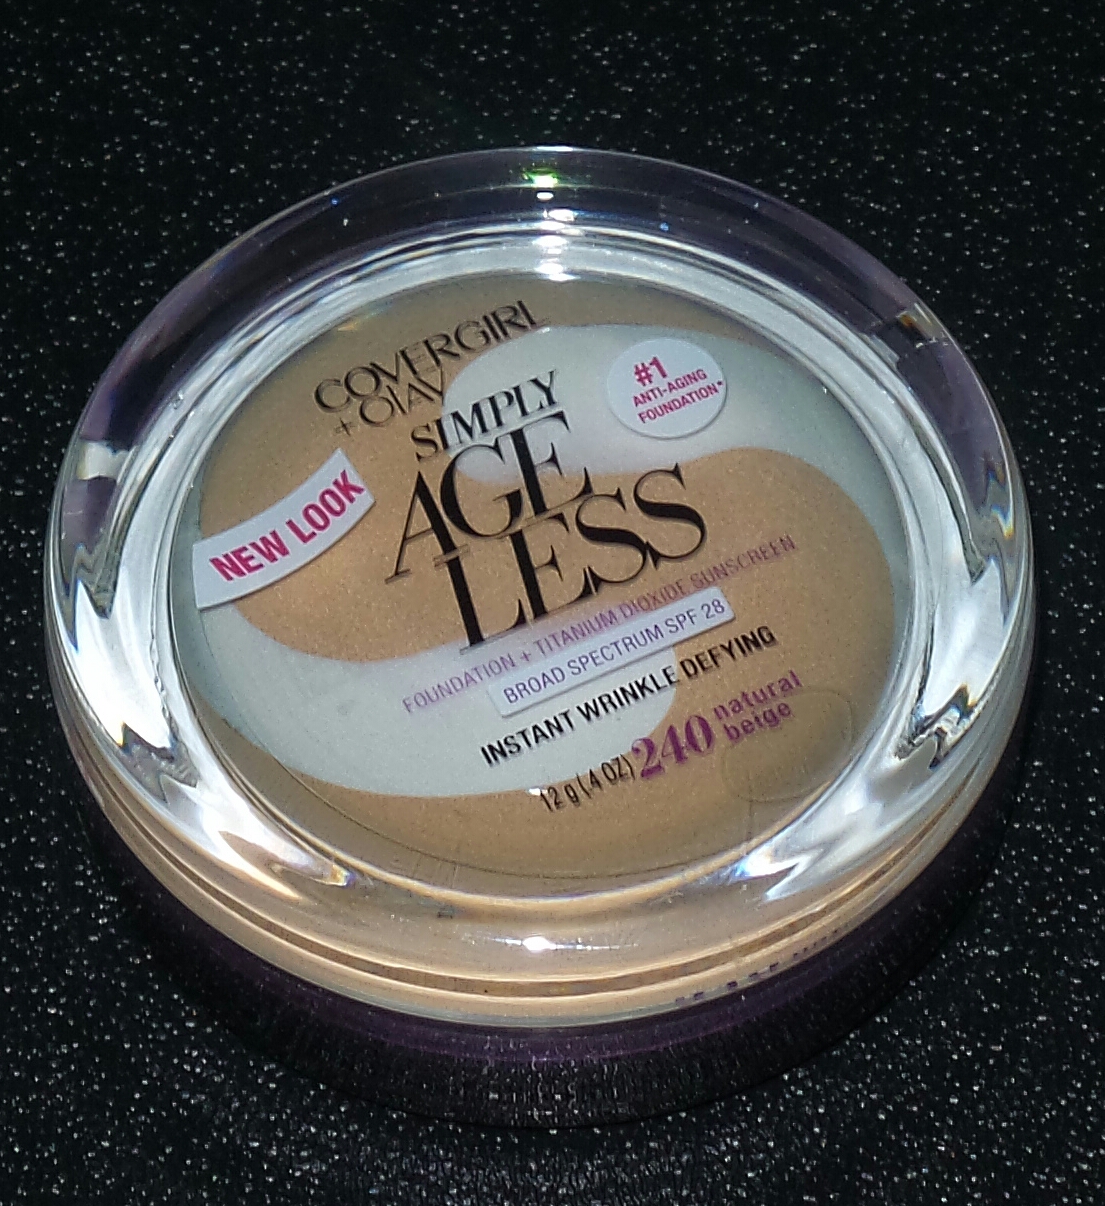 COVERGIRL
+ OLAY
SIMPLY
AGE
LESS
#1
ANTI-AGING
FOUNDATION*
NEW LOOK
FOUNDATION + TITANIUM DIOXIDE SUNSCREEN
BROAD SPECTRUM SPF 28
INSTANT WRINKLE DEFYING
240 natural
beige
12 g (.4 OZ)